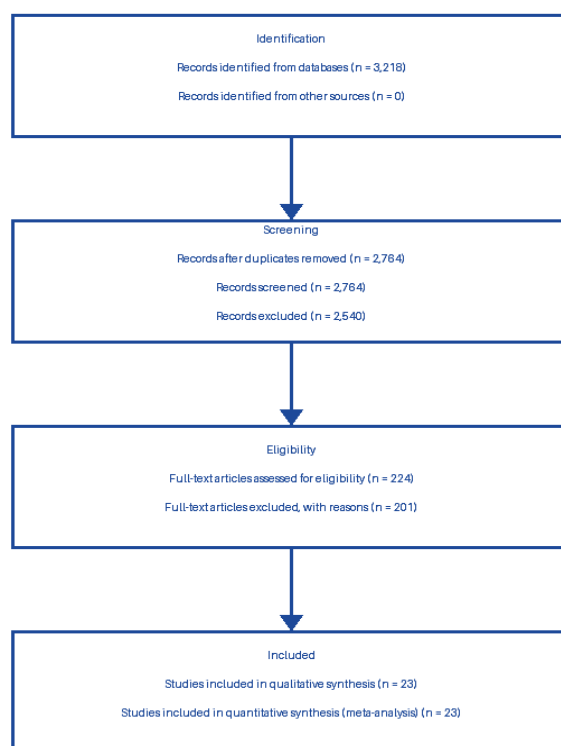 Identification
Records identified from databases (n = 3,218)
Records identified from other sources (n = 0)
Screening
Records after duplicates removed (n = 2,764)
Records screened (n = 2,764)
Records excluded (n = 2,540)
Eligibility
Full-text articles assessed for eligibility (n = 224)
Full-text articles excluded, with reasons (n = 201)
Included
Studies included in qualitative synthesis (n = 23)
Studies included in quantitative synthesis (meta-analysis) (n = 23)